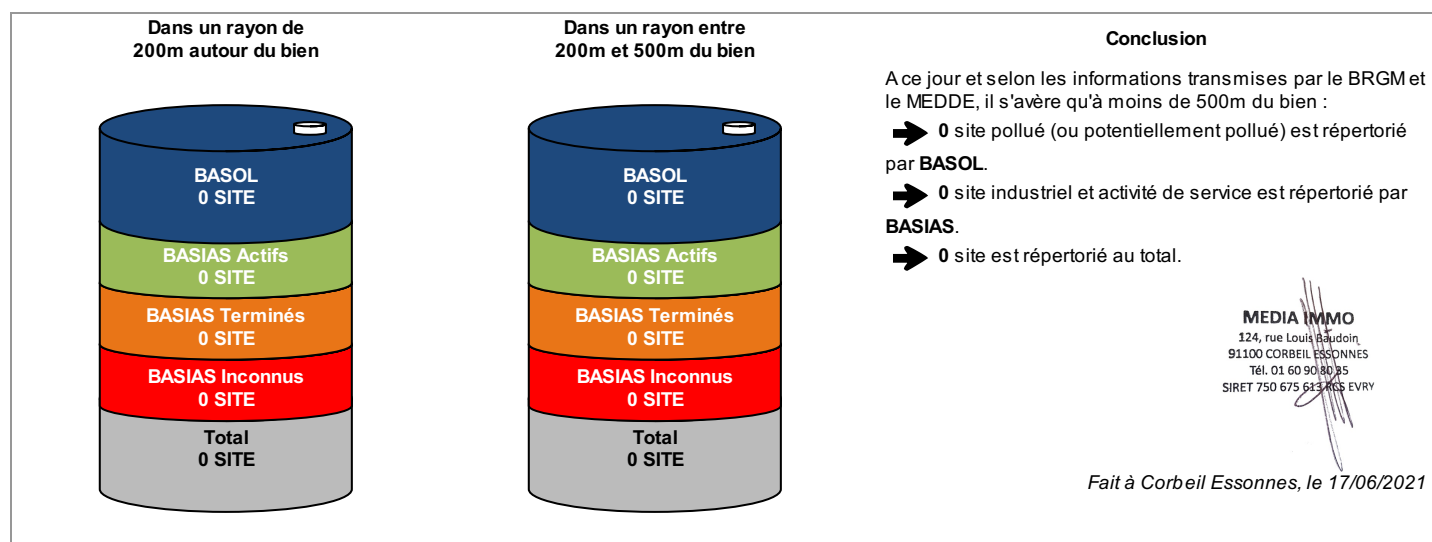 Dans un rayon de
200m autour du bien
BASOL
0 SITE
BASIAS Actifs
0 SITE
BASIAS Terminés
0 SITE
BASIAS Inconnus
0 SITE
Total
0 SITE
Dans un rayon entre
200m et 500m du bien
BASOL
0 SITE
BASIAS Actifs
0 SITE
BASIAS Terminés
0 SITE
BASIAS Inconnus
0 SITE
Total
0 SITE
Conclusion
A ce jour et selon les informations transmises par le BRGM et
le MEDDE, il s'avère qu'à moins de 500m du bien :
0 site pollué (ou potentiellement pollué) est répertorié
par BASOL.
0 site industriel et activité de service est répertorié par
BASIAS.
0 site est répertorié au total.
MEDIA IMMO
124, rue Louis Baudoin
91100 CORBEIL ESSONNES
Tél. 01 60 90 80 85
SIRET 750 675 613 RCS EVRY
Fait à Corbeil Essonnes, le 17/06/2021